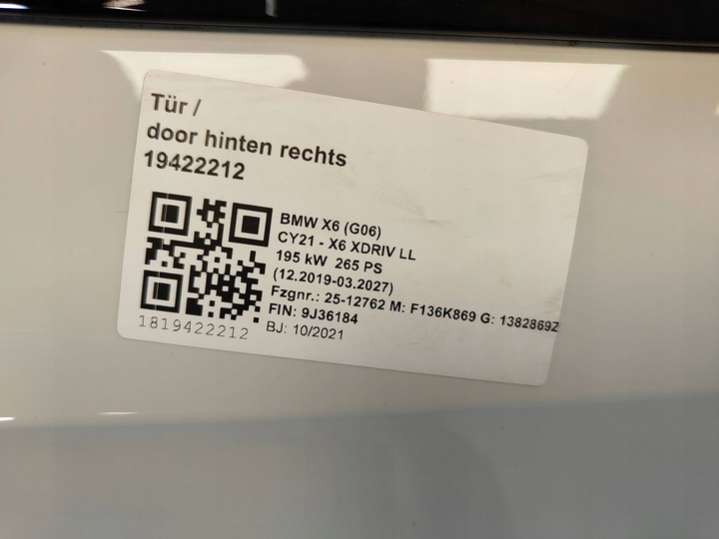 Tür /
door hinten rechts
19422212
BMW X6 (G06)
CY21 - X6 XDRIV LL
195 kW 265 PS
(12.2019-03.2027)
Fzgnr.: 25-12762 M: F136K869 G: 1382869Z
FIN: 9J36184
BJ: 10/2021
1819422212